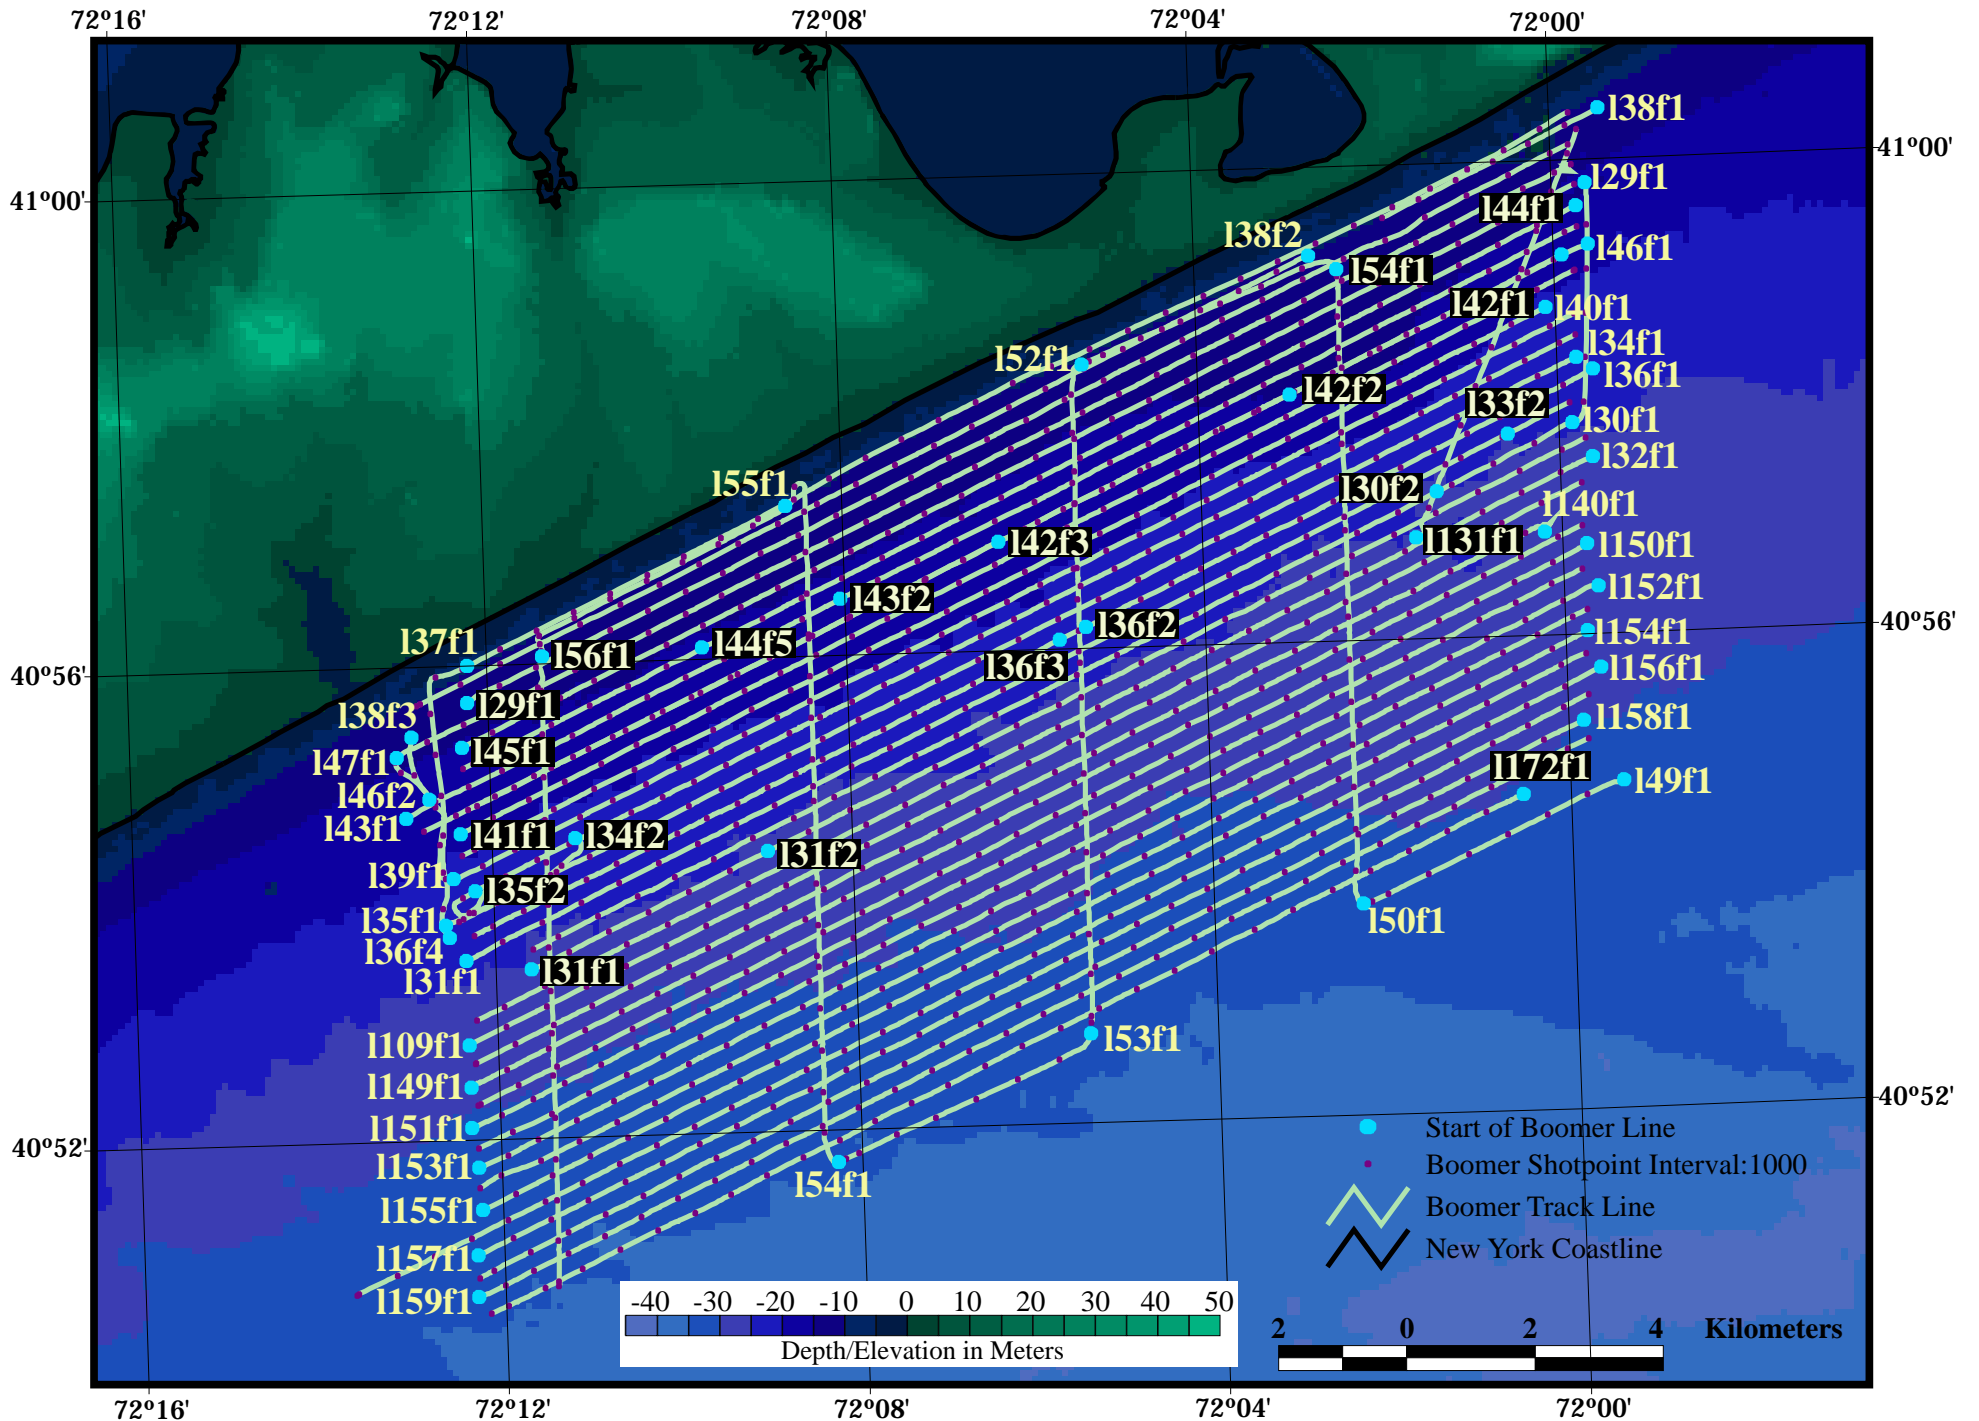 72°16' 72°12' 72°08' 72°04' 72°00'
l38f1
41°00'
l29f1
41°00'
l44f1
l38f2
l46f1
l54f1
l42f1
l40f1
l34f1
l52f1
l36f1
l42f2
l33f2
l30f1
l32f1
l55f1
l30f2
l140f1
l42f3
l131f1
l150f1
l152f1
l43f2
40°56'
l36f2
l154f1
l37f1
l44f5
l56f1
l36f3
l156f1
40°56'
l29f1
l38f3
l158f1
l45f1
l47f1
l172f1
l49f1
l46f2
l43f1
l41f1
l34f2
l31f2
l39f1
l35f2
l35f1
l50f1
l36f4
l31f1
l31f1
l53f1
l109f1
l149f1
40°52'
l151f1
Start of Boomer Line
40°52'
l153f1
Boomer Shotpoint Interval:1000
l54f1
l155f1
Boomer Track Line
New York Coastline
l157f1
l159f1
-40 -30 -20 -10 0 10 20 30 40 50
Depth/Elevation in Meters
2 0 2 4 Kilometers
72°16' 72°12' 72°08' 72°04' 72°00'